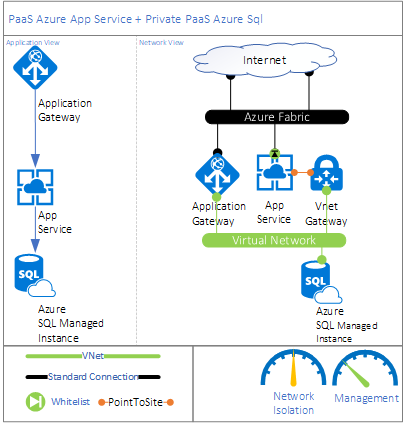 PaaS Azure App Service + Private PaaS Azure Sql
Application View
Network View
Internet
Azure Fabric
Application
Gateway
App
Service
SQL
Azure
SQL Managed
Instance
Application
Gateway
App
Service
Vnet
Gateway
Virtual Network
SQL
Azure
SQL Managed
Instance
VNet
Standard Connection
Whitelist
PointToSite
Network
Isolation
Management